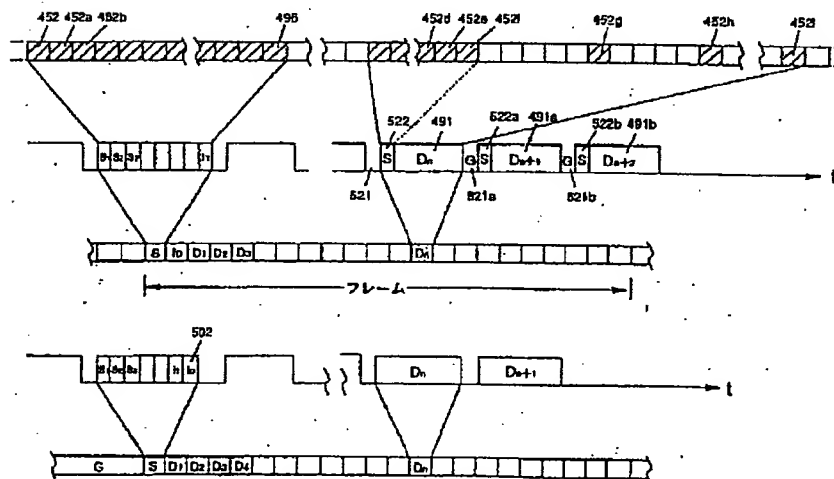 452 452a 452b 496 452d 452e 452f 452g 452h 452i
522 491 522a 491a 522b 491b
S Dn G S Dn+1 G S Dn+2 t
521 521a 521b
S I0 D1 D2 D3 Dn
フレーム
502
Dn Dn+1 t
G S D1 D2 D3 D4 Dn